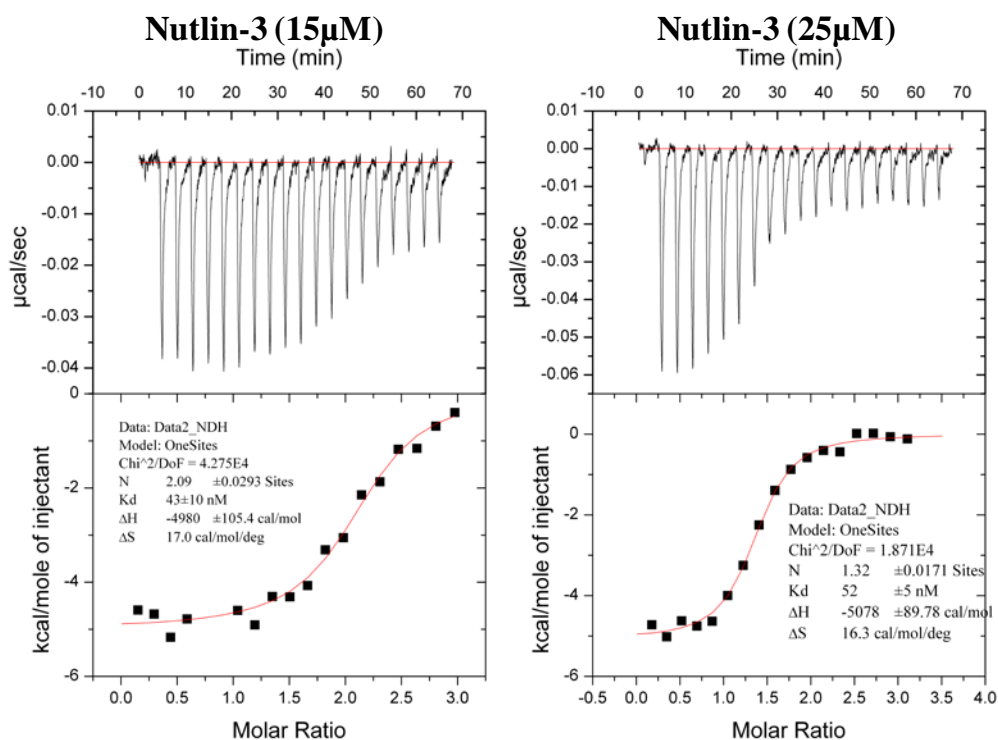 Nutlin-3 (15µM)
Time (min)
0 10 20 30 40 50 60 70
0.01
0.00
-0.01
-0.02
-0.03
-0.04
µcal/sec
0
-2
-4
-6
kcal/mole of injectant
Data: Data2_NDH
Model: OneSites
Chi^2/DoF = 4.275E4
N 2.09 ±0.0293 Sites
Kd 43±10 nM
ΔH -4980 ±105.4 cal/mol
ΔS 17.0 cal/mol/deg
0.0 0.5 1.0 1.5 2.0 2.5 3.0
Molar Ratio
Nutlin-3 (25µM)
Time (min)
-10 0 10 20 30 40 50 60 70
0.01
0.00
-0.01
-0.02
-0.03
-0.04
-0.05
-0.06
µcal/sec
0
-2
-4
-6
kcal/mole of injectant
Data: Data2_NDH
Model: OneSites
Chi^2/DoF = 1.871E4
N 1.32 ±0.0171 Sites
Kd 52 ±5 nM
ΔH -5078 ±89.78 cal/mol
ΔS 16.3 cal/mol/deg
-0.5 0.0 0.5 1.0 1.5 2.0 2.5 3.0 3.5 4.0
Molar Ratio